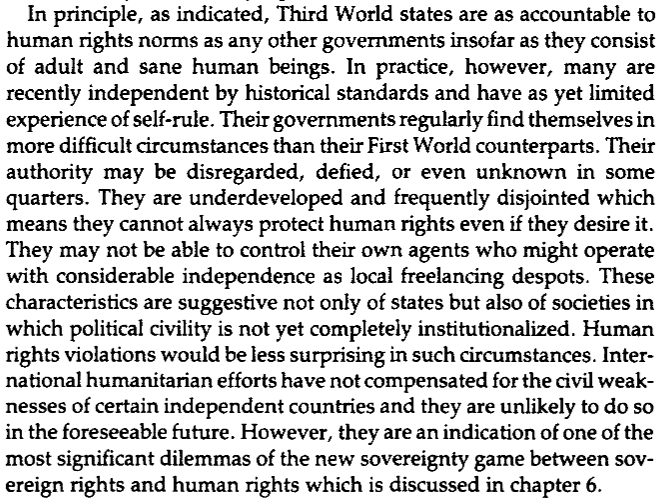 In principle, as indicated, Third World states are as accountable to
human rights norms as any other governments insofar as they consist
of adult and sane human beings. In practice, however, many are
recently independent by historical standards and have as yet limited
experience of self-rule. Their governments regularly find themselves in
more difficult circumstances than their First World counterparts. Their
authority may be disregarded, defied, or even unknown in some
quarters. They are underdeveloped and frequently disjointed which
means they cannot always protect human rights even if they desire it.
They may not be able to control their own agents who might operate
with considerable independence as local freelancing despots. These
characteristics are suggestive not only of states but also of societies in
which political civility is not yet completely institutionalized. Human
rights violations would be less surprising in such circumstances. Inter-
national humanitarian efforts have not compensated for the civil weak-
nesses of certain independent countries and they are unlikely to do so
in the foreseeable future. However, they are an indication of one of the
most significant dilemmas of the new sovereignty game between sov-
ereign rights and human rights which is discussed in chapter 6.